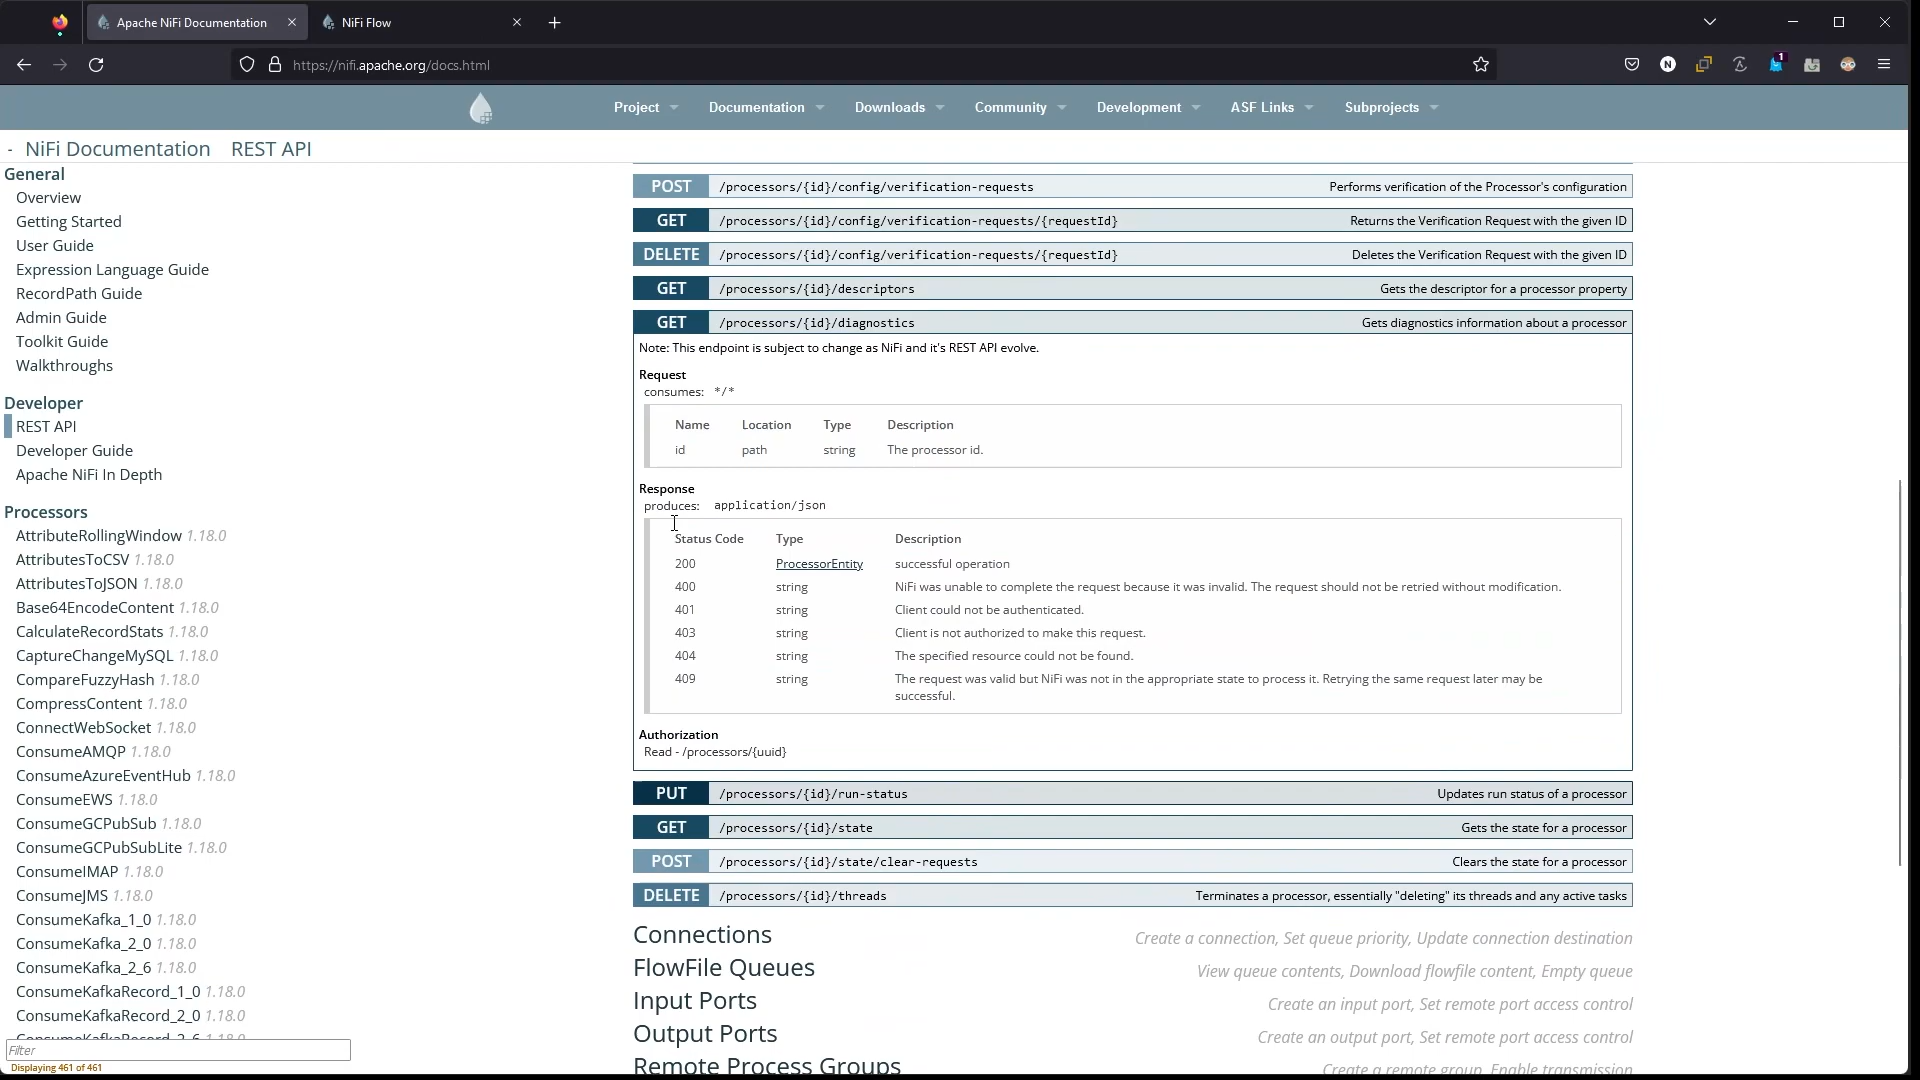 Apache NiFi Documentation
NiFi Flow
https://nifi.apache.org/docs.html
1
Project
Documentation
Downloads
Community
Development
ASF Links
Subprojects
- NiFi Documentation REST API
General
Overview
Getting Started
User Guide
Expression Language Guide
RecordPath Guide
Admin Guide
Toolkit Guide
Walkthroughs
Developer
REST API
Developer Guide
Apache NiFi In Depth
Processors
AttributeRollingWindow 1.18.0
AttributesToCSV 1.18.0
AttributesToJSON 1.18.0
Base64EncodeContent 1.18.0
CalculateRecordStats 1.18.0
CaptureChangeMySQL 1.18.0
CompareFuzzyHash 1.18.0
CompressContent 1.18.0
ConnectWebSocket 1.18.0
ConsumeAMQP 1.18.0
ConsumeAzureEventHub 1.18.0
ConsumeEWS 1.18.0
ConsumeGCPubSub 1.18.0
ConsumeGCPubSubLite 1.18.0
ConsumeIMAP 1.18.0
ConsumeJMS 1.18.0
ConsumeKafka_1_0 1.18.0
ConsumeKafka_2_0 1.18.0
ConsumeKafka_2_6 1.18.0
ConsumeKafkaRecord_1_0 1.18.0
ConsumeKafkaRecord_2_0 1.18.0
ConsumeKafkaRecord_2_6 1.18.0
Filter
Displaying 461 of 461
POST /processors/{id}/config/verification-requests Performs verification of the Processor's configuration
GET /processors/{id}/config/verification-requests/{requestId} Returns the Verification Request with the given ID
DELETE /processors/{id}/config/verification-requests/{requestId} Deletes the Verification Request with the given ID
GET /processors/{id}/descriptors Gets the descriptor for a processor property
GET /processors/{id}/diagnostics Gets diagnostics information about a processor
Note: This endpoint is subject to change as NiFi and it's REST API evolve.
Request
consumes: */*
Name Location Type Description
id path string The processor id.
Response
produces: application/json
Status Code Type Description
200 ProcessorEntity successful operation
400 string NiFi was unable to complete the request because it was invalid. The request should not be retried without modification.
401 string Client could not be authenticated.
403 string Client is not authorized to make this request.
404 string The specified resource could not be found.
409 string The request was valid but NiFi was not in the appropriate state to process it. Retrying the same request later may be
successful.
Authorization
Read - /processors/{uuid}
PUT /processors/{id}/run-status Updates run status of a processor
GET /processors/{id}/state Gets the state for a processor
POST /processors/{id}/state/clear-requests Clears the state for a processor
DELETE /processors/{id}/threads Terminates a processor, essentially "deleting" its threads and any active tasks
Connections Create a connection, Set queue priority, Update connection destination
FlowFile Queues View queue contents, Download flowfile content, Empty queue
Input Ports Create an input port, Set remote port access control
Output Ports Create an output port, Set remote port access control
Remote Process Groups Create a remote group, Enable transmission